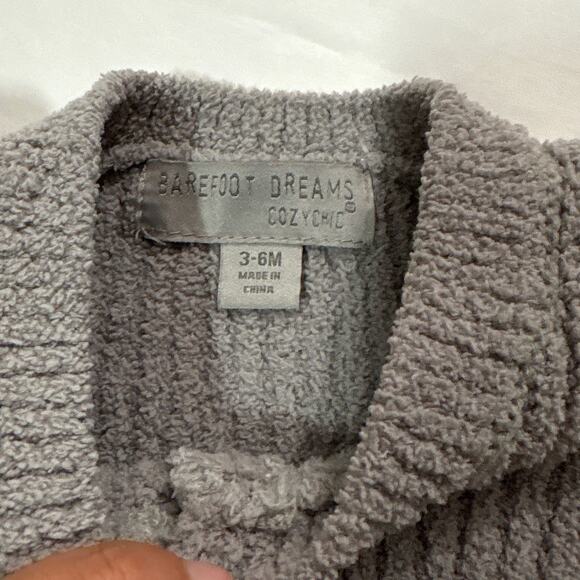 BAREFOOT DREAMS®
COZYCHIC
3-6M
MADE IN
CHINA